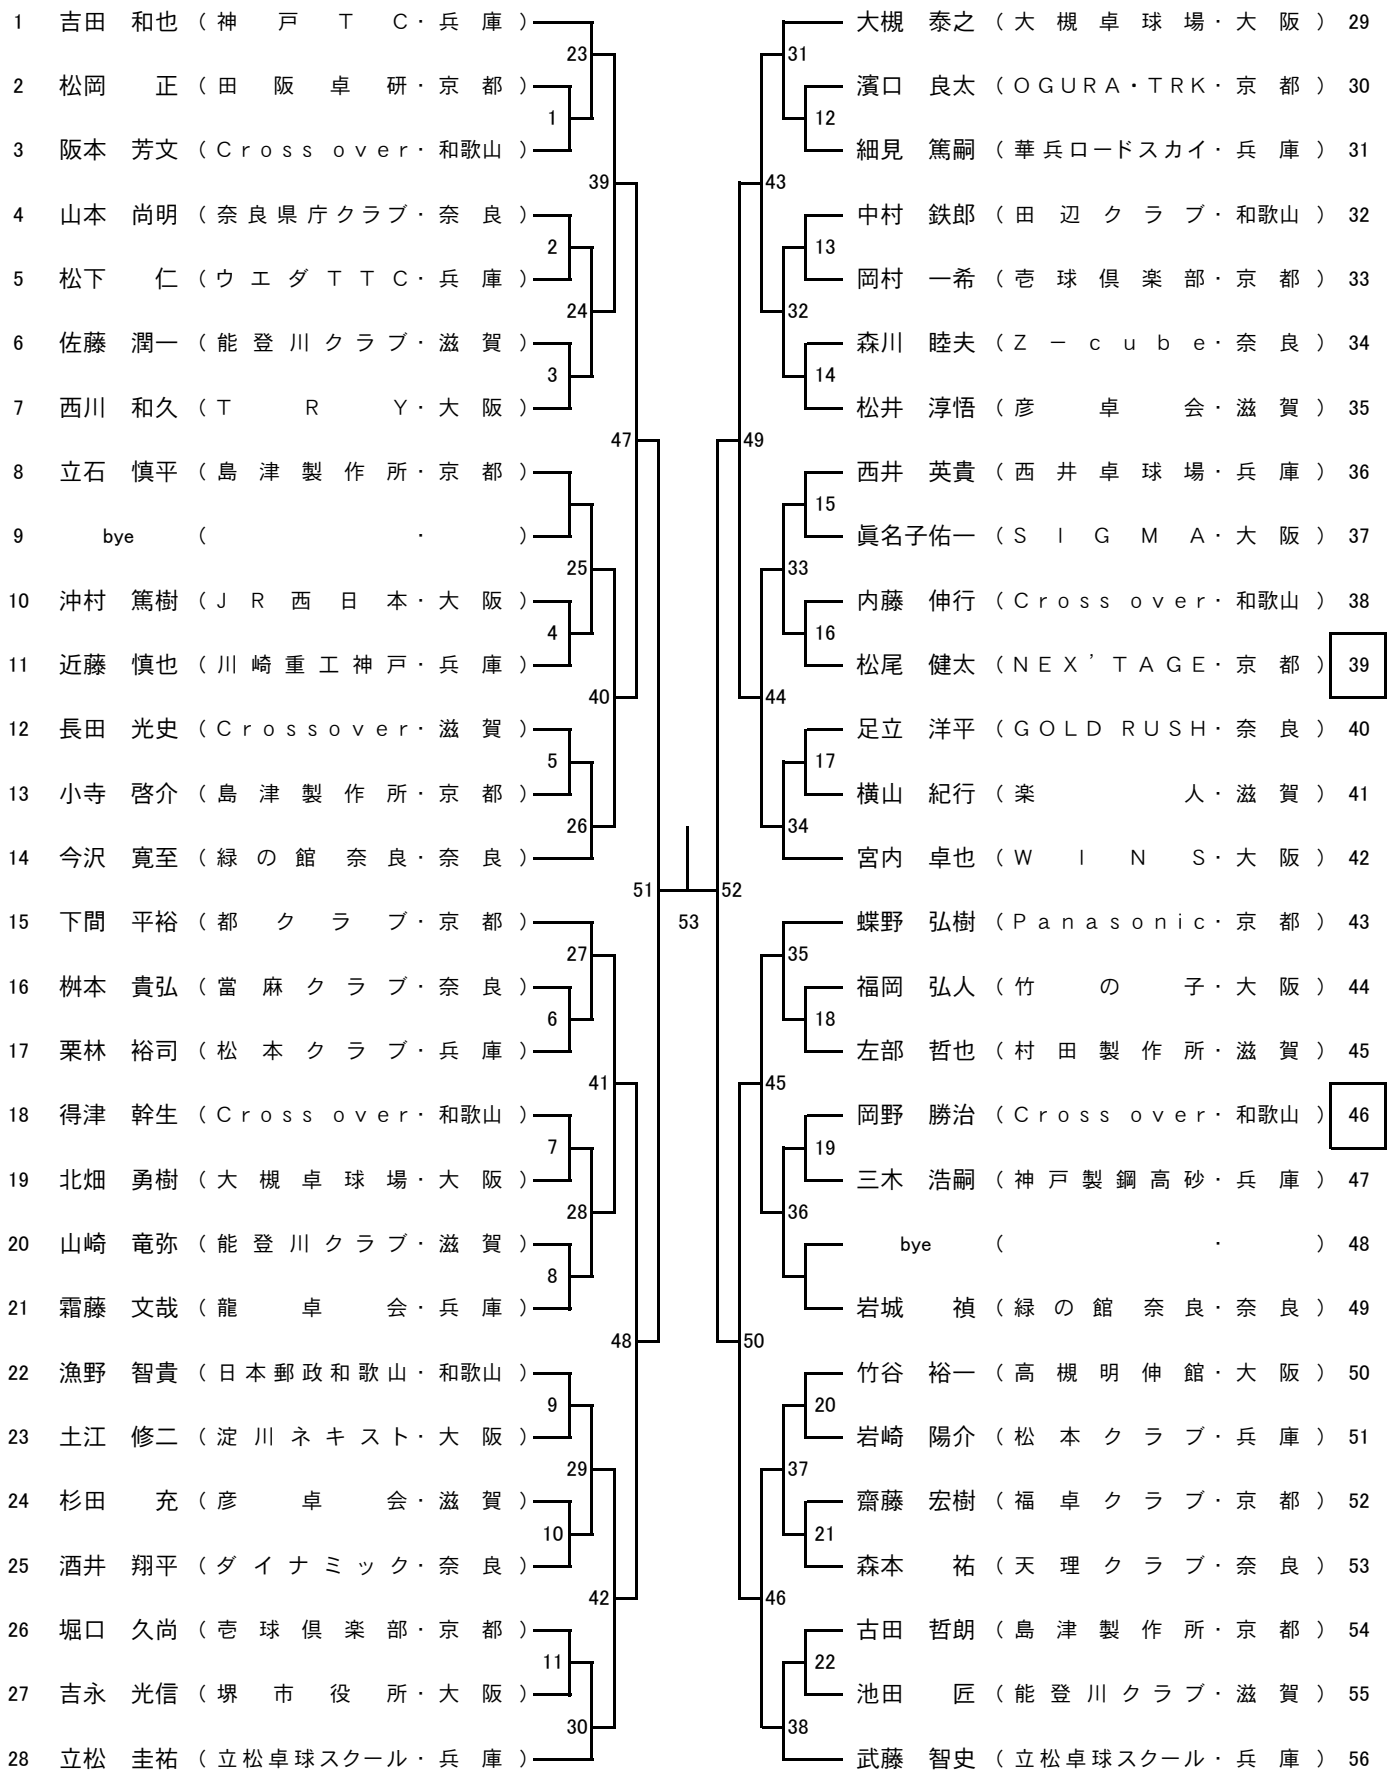 1 吉田 和也 （神戸ＴＣ・兵庫）
23
2 松岡 正 （田阪卓研・京都）
1
3 阪本 芳文 （Ｃｒｏｓｓ ｏｖｅｒ・和歌山）
39
4 山本 尚明 （奈良県庁クラブ・奈良）
2
5 松下 仁 （ウエダＴＴＣ・兵庫）
24
6 佐藤 潤一 （能登川クラブ・滋賀）
3
7 西川 和久 （ＴＲＹ・大阪）
47
8 立石 慎平 （島津製作所・京都）
9 bye （ ・ ）
25
10 沖村 篤樹 （ＪＲ西日本・大阪）
4
11 近藤 慎也 （川崎重工神戸・兵庫）
40
12 長田 光史 （Ｃｒｏｓｓｏｖｅｒ・滋賀）
5
13 小寺 啓介 （島津製作所・京都）
26
14 今沢 寛至 （緑の館 奈良・奈良）
51
15 下間 平裕 （都クラブ・京都）
27
16 桝本 貴弘 （當麻クラブ・奈良）
6
17 栗林 裕司 （松本クラブ・兵庫）
41
18 得津 幹生 （Ｃｒｏｓｓ ｏｖｅｒ・和歌山）
7
19 北畑 勇樹 （大槻卓球場・大阪）
28
20 山崎 竜弥 （能登川クラブ・滋賀）
8
21 霜藤 文哉 （龍卓会・兵庫）
48
22 漁野 智貴 （日本郵政和歌山・和歌山）
9
23 土江 修二 （淀川ネキスト・大阪）
29
24 杉田 充 （彦卓会・滋賀）
10
25 酒井 翔平 （ダイナミック・奈良）
42
26 堀口 久尚 （壱球倶楽部・京都）
11
27 吉永 光信 （堺市役所・大阪）
30
28 立松 圭祐 （立松卓球スクール・兵庫）
53
大槻 泰之 （大槻卓球場・大阪） 29
31
濱口 良太 （ＯＧＵＲＡ・ＴＲＫ・京都） 30
12
細見 篤嗣 （華兵ロードスカイ・兵庫） 31
43
中村 鉄郎 （田辺クラブ・和歌山） 32
13
岡村 一希 （壱球倶楽部・京都） 33
32
森川 睦夫 （Ｚ－ｃｕｂｅ・奈良） 34
14
松井 淳悟 （彦卓会・滋賀） 35
49
西井 英貴 （西井卓球場・兵庫） 36
15
眞名子佑一 （ＳＩＧＭＡ・大阪） 37
33
内藤 伸行 （Ｃｒｏｓｓ ｏｖｅｒ・和歌山） 38
16
松尾 健太 （ＮＥＸ’ＴＡＧＥ・京都） 39
44
足立 洋平 （ＧＯＬＤ ＲＵＳＨ・奈良） 40
17
横山 紀行 （楽人・滋賀） 41
34
宮内 卓也 （ＷＩＮＳ・大阪） 42
52
蝶野 弘樹 （Ｐａｎａｓｏｎｉｃ・京都） 43
35
福岡 弘人 （竹の子・大阪） 44
18
左部 哲也 （村田製作所・滋賀） 45
45
岡野 勝治 （Ｃｒｏｓｓ ｏｖｅｒ・和歌山） 46
19
三木 浩嗣 （神戸製鋼高砂・兵庫） 47
36
bye （ ・ ） 48
岩城 禎 （緑の館 奈良・奈良） 49
50
竹谷 裕一 （高槻明伸館・大阪） 50
20
岩崎 陽介 （松本クラブ・兵庫） 51
37
齋藤 宏樹 （福卓クラブ・京都） 52
21
森本 祐 （天理クラブ・奈良） 53
46
古田 哲朗 （島津製作所・京都） 54
22
池田 匠 （能登川クラブ・滋賀） 55
38
武藤 智史 （立松卓球スクール・兵庫） 56